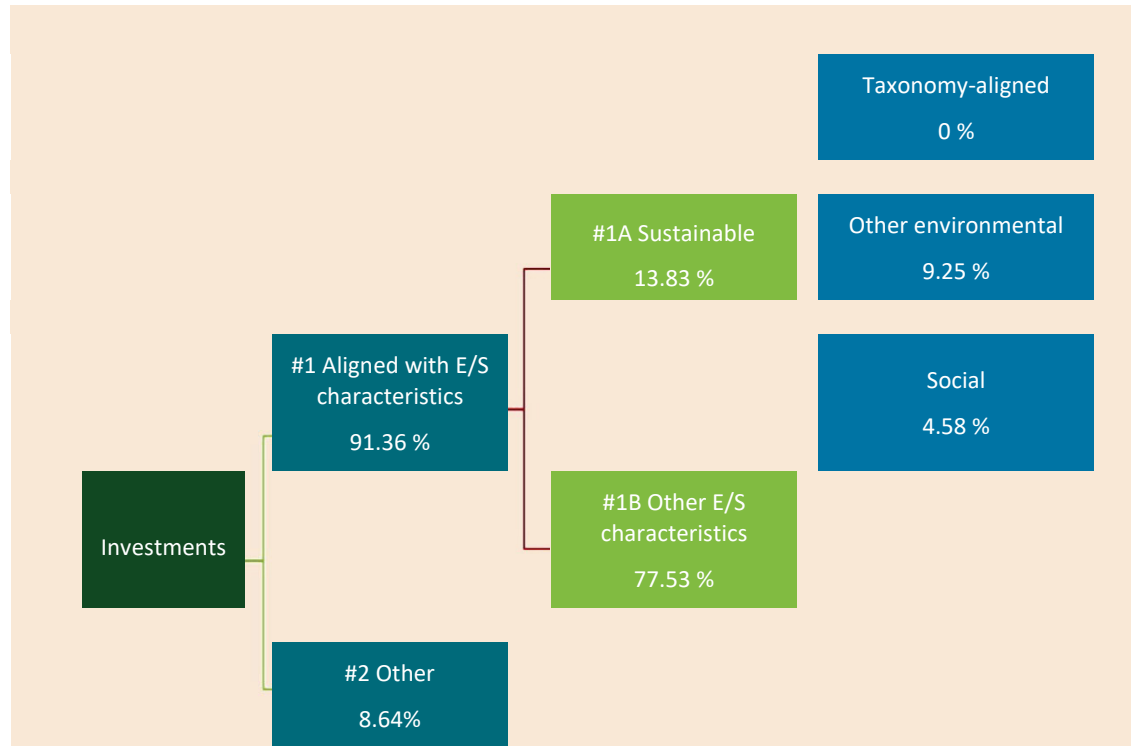 Taxonomy-aligned
0 %
#1A Sustainable
13.83 %
Other environmental
9.25 %
#1 Aligned with E/S
characteristics
91.36 %
Social
4.58 %
Investments
#1B Other E/S
characteristics
77.53 %
#2 Other
8.64%